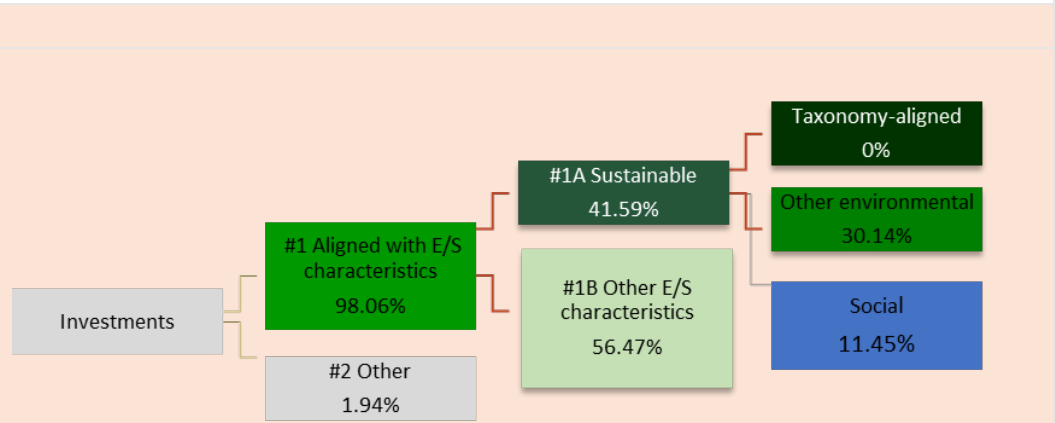 Investments
#1 Aligned with E/S
characteristics
98.06%
#2 Other
1.94%
#1A Sustainable
41.59%
#1B Other E/S
characteristics
56.47%
Taxonomy-aligned
0%
Other environmental
30.14%
Social
11.45%